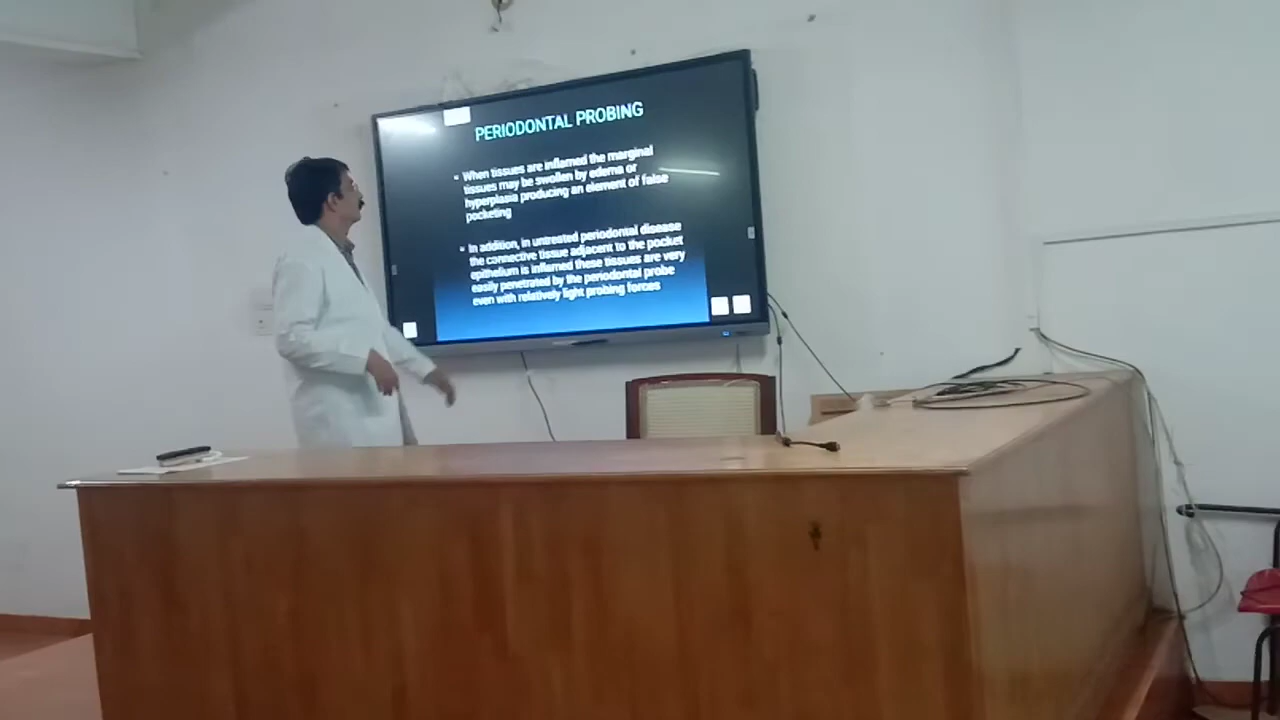 PERIODONTAL PROBING
When tissues are inflamed the marginal
tissues may be swollen by edema or
hyperplasia producing an element of false
pocketing
In addition, in untreated periodontal disease
the connective tissue adjacent to the pocket
epithelium is inflamed these tissues are very
easily penetrated by the periodontal probe
even with relatively light probing forces